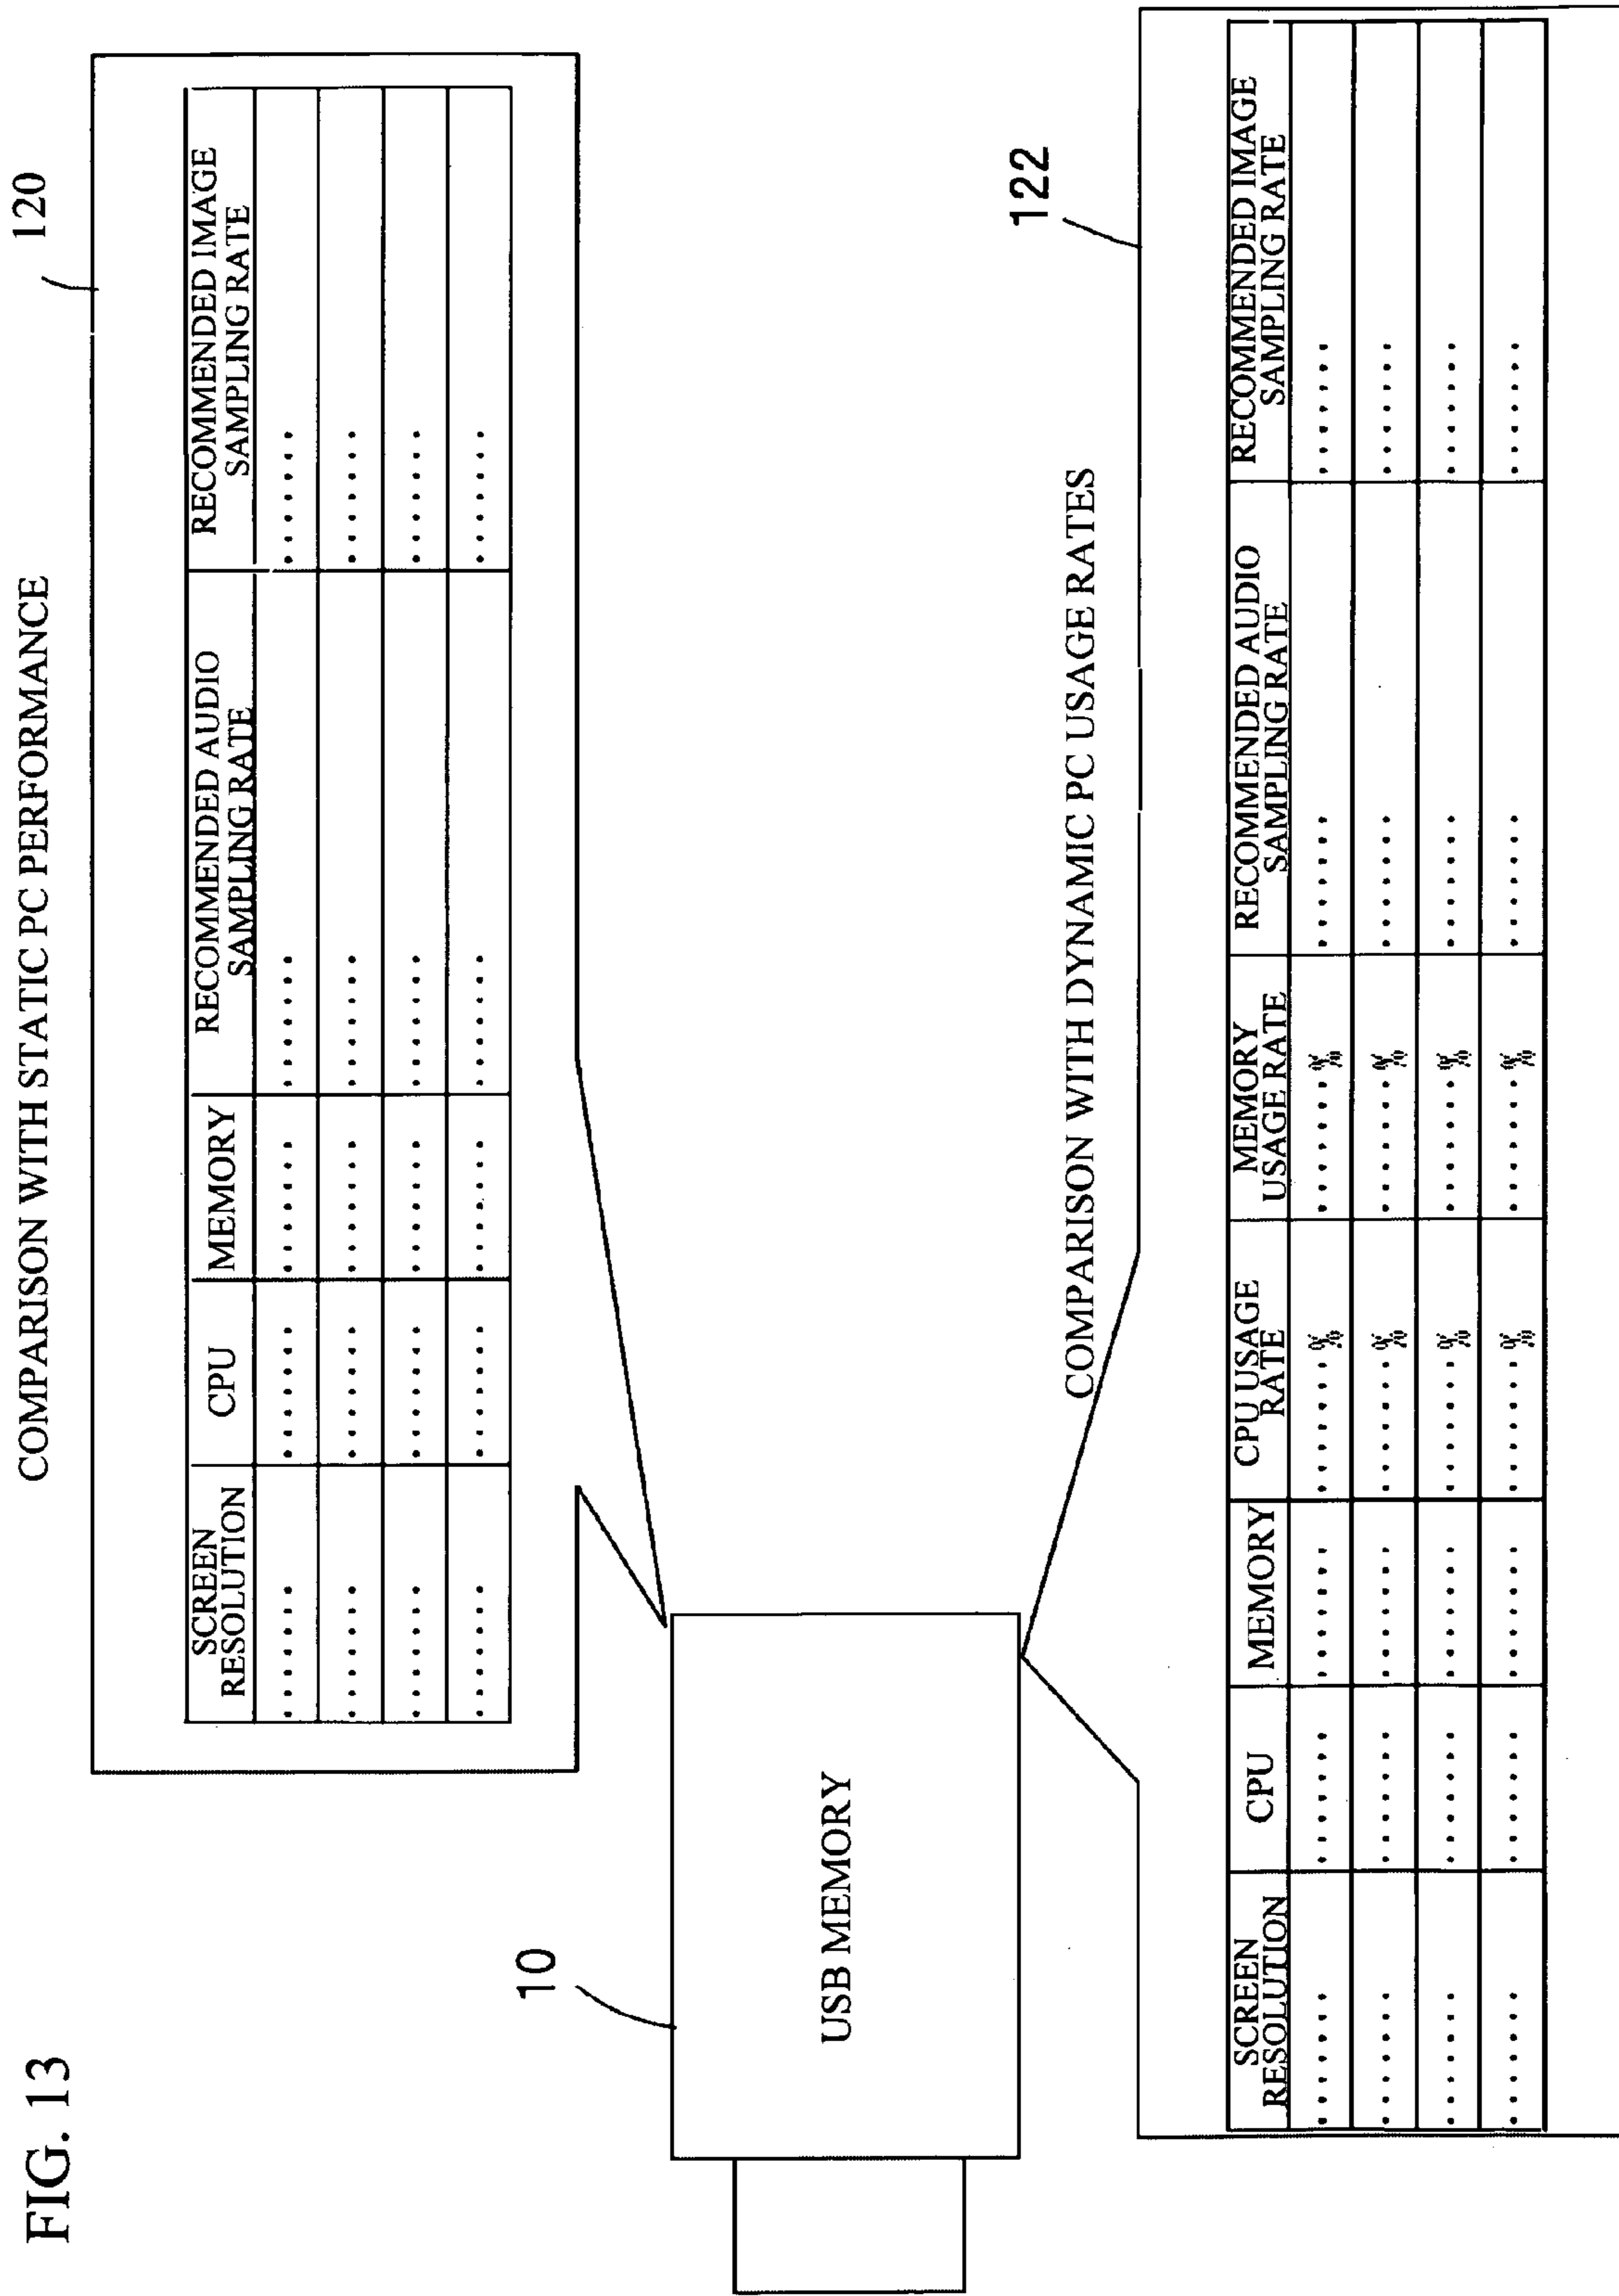 FIG. 13
COMPARISON WITH STATIC PC PERFORMANCE
120
SCREEN RESOLUTION | CPU | MEMORY | RECOMMENDED AUDIO SAMPLING RATE | RECOMMENDED IMAGE SAMPLING RATE
....... | ....... | ....... | ....... | .......
....... | ....... | ....... | ....... | .......
....... | ....... | ....... | ....... | .......
....... | ....... | ....... | ....... | .......
10
USB MEMORY
COMPARISON WITH DYNAMIC PC USAGE RATES
122
SCREEN RESOLUTION | CPU | MEMORY | CPU USAGE RATE | MEMORY USAGE RATE | RECOMMENDED AUDIO SAMPLING RATE | RECOMMENDED IMAGE SAMPLING RATE
....... | ....... | ....... | .......% | .......% | ....... | .......
....... | ....... | ....... | .......% | .......% | ....... | .......
....... | ....... | ....... | .......% | .......% | ....... | .......
....... | ....... | ....... | .......% | .......% | ....... | .......